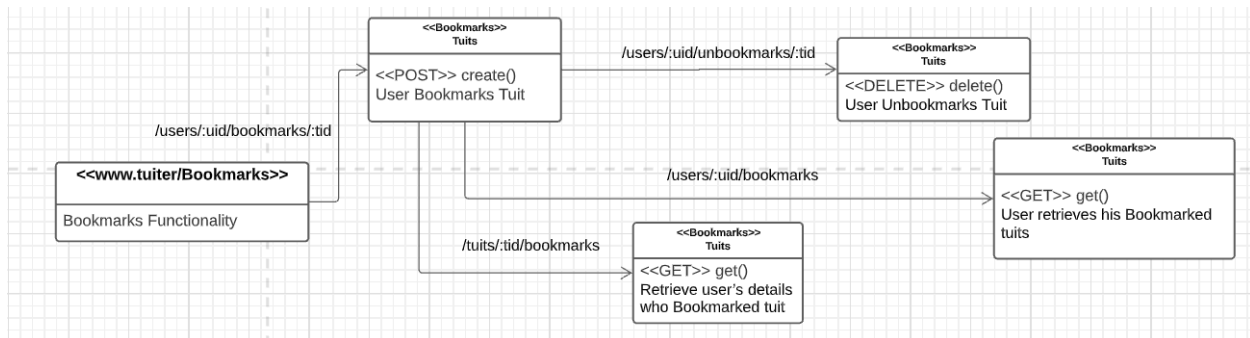 <<Bookmarks>>
Tuits
<<POST>> create()
User Bookmarks Tuit
/users/:uid/unbookmarks/:tid
<<Bookmarks>>
Tuits
<<DELETE>> delete()
User Unbookmarks Tuit
/users/:uid/bookmarks/:tid
<<www.tuiter/Bookmarks>>
Bookmarks Functionality
/users/:uid/bookmarks
<<Bookmarks>>
Tuits
<<GET>> get()
User retrieves his Bookmarked
tuits
/tuits/:tid/bookmarks
<<Bookmarks>>
Tuits
<<GET>> get()
Retrieve user’s details
who Bookmarked tuit